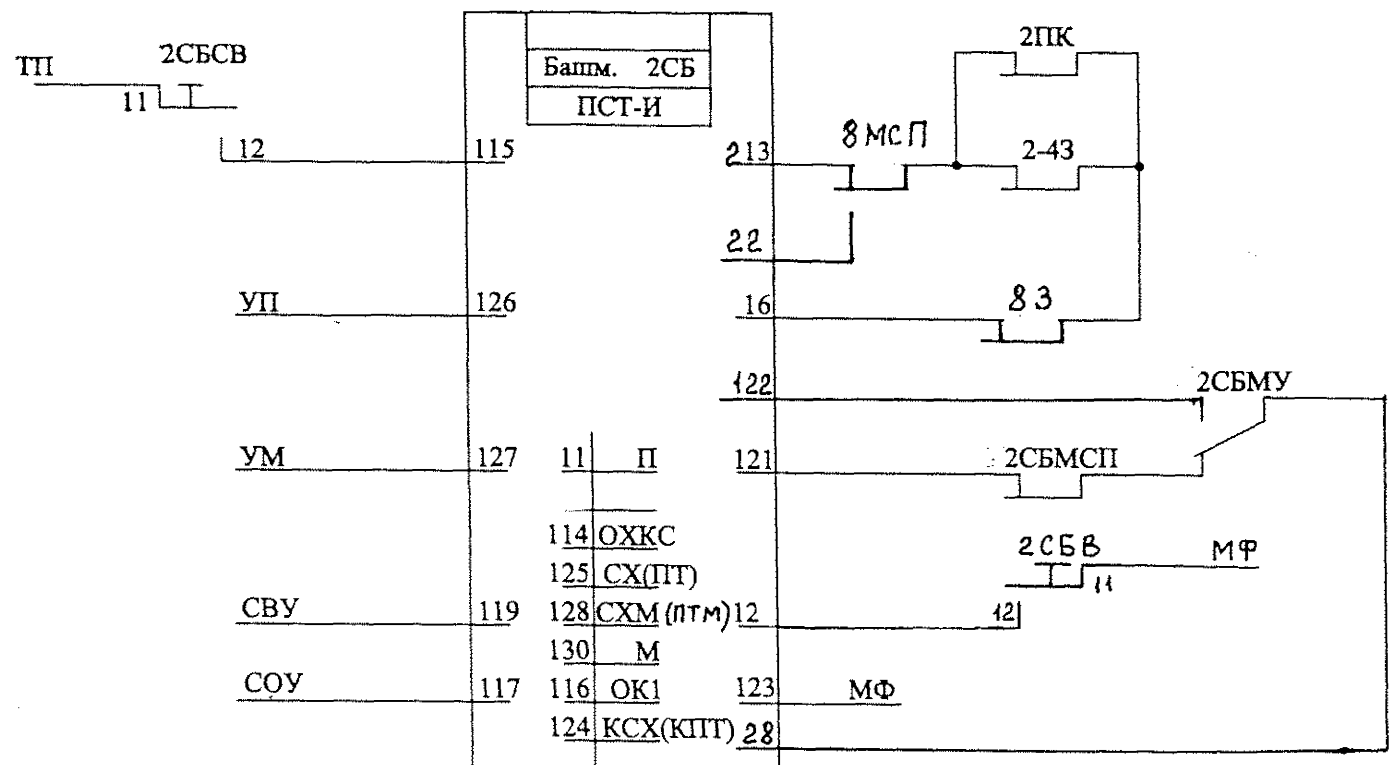 2ПК
2СБСВ
ТП
Башм. 2СБ
11
ПСТ-И
8МСП
12
115
213
2-43
22
УП
126
16
83
122
2СБМУ
УМ
127
11 П
121
2СБМСП
114 ОХКС
2СБВ
МФ
125 СХ(ПТ)
11
СВУ
119
128 СХМ (ПТМ)
12
12
130 М
СОУ
117
116 ОК1
123
МФ
124 КСХ(КПТ)
28